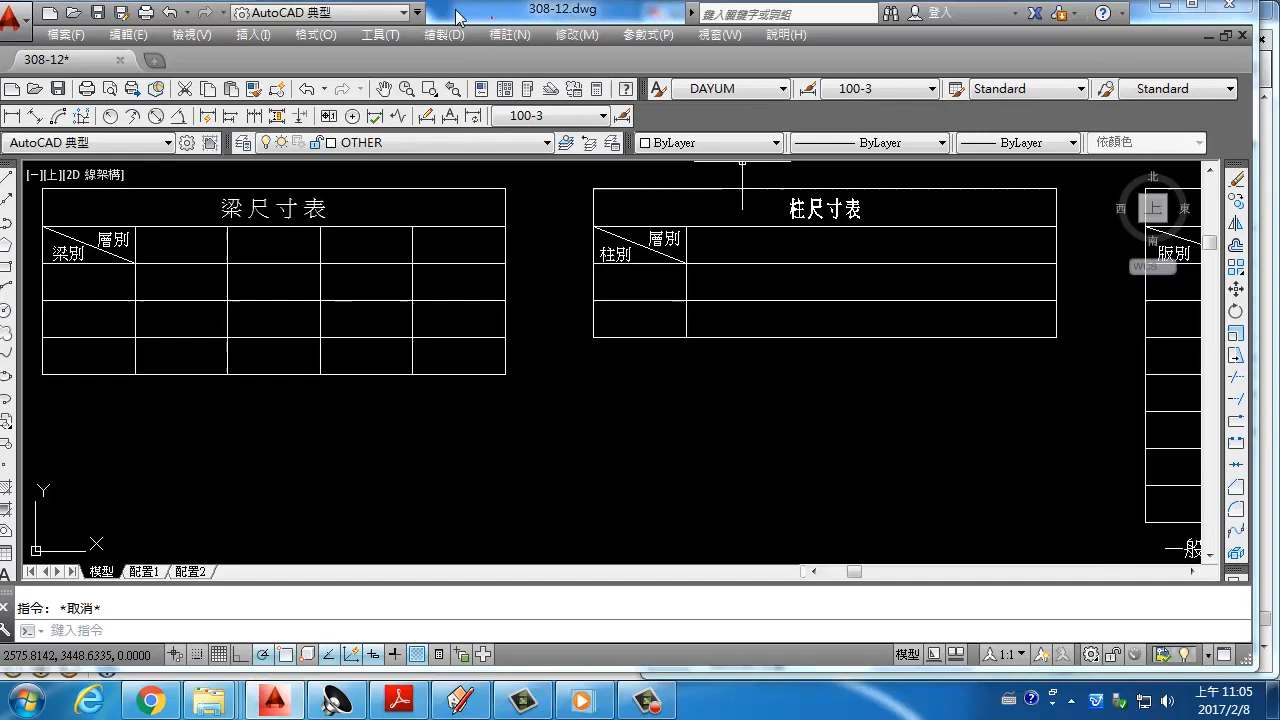 AutoCAD 典型
308-12.dwg
鍵入關鍵字或詞組
登入
檔案(F)
編輯(E)
檢視(V)
插入(I)
格式(O)
工具(T)
繪製(D)
標註(N)
修改(M)
參數式(P)
視窗(W)
說明(H)
308-12*
DAYUM
100-3
Standard
Standard
100-3
AutoCAD 典型
OTHER
ByLayer
ByLayer
ByLayer
依顏色
[−][上][2D 線架構]
梁尺寸表
層別
梁別
柱尺寸表
層別
柱別
北
西
上
東
南
WCS
版別
一般
Y
X
模型
配置1
配置2
指令: *取消*
鍵入指令
2575.8142, 3448.6335, 0.0000
模型
1:1
上午 11:05
2017/2/8